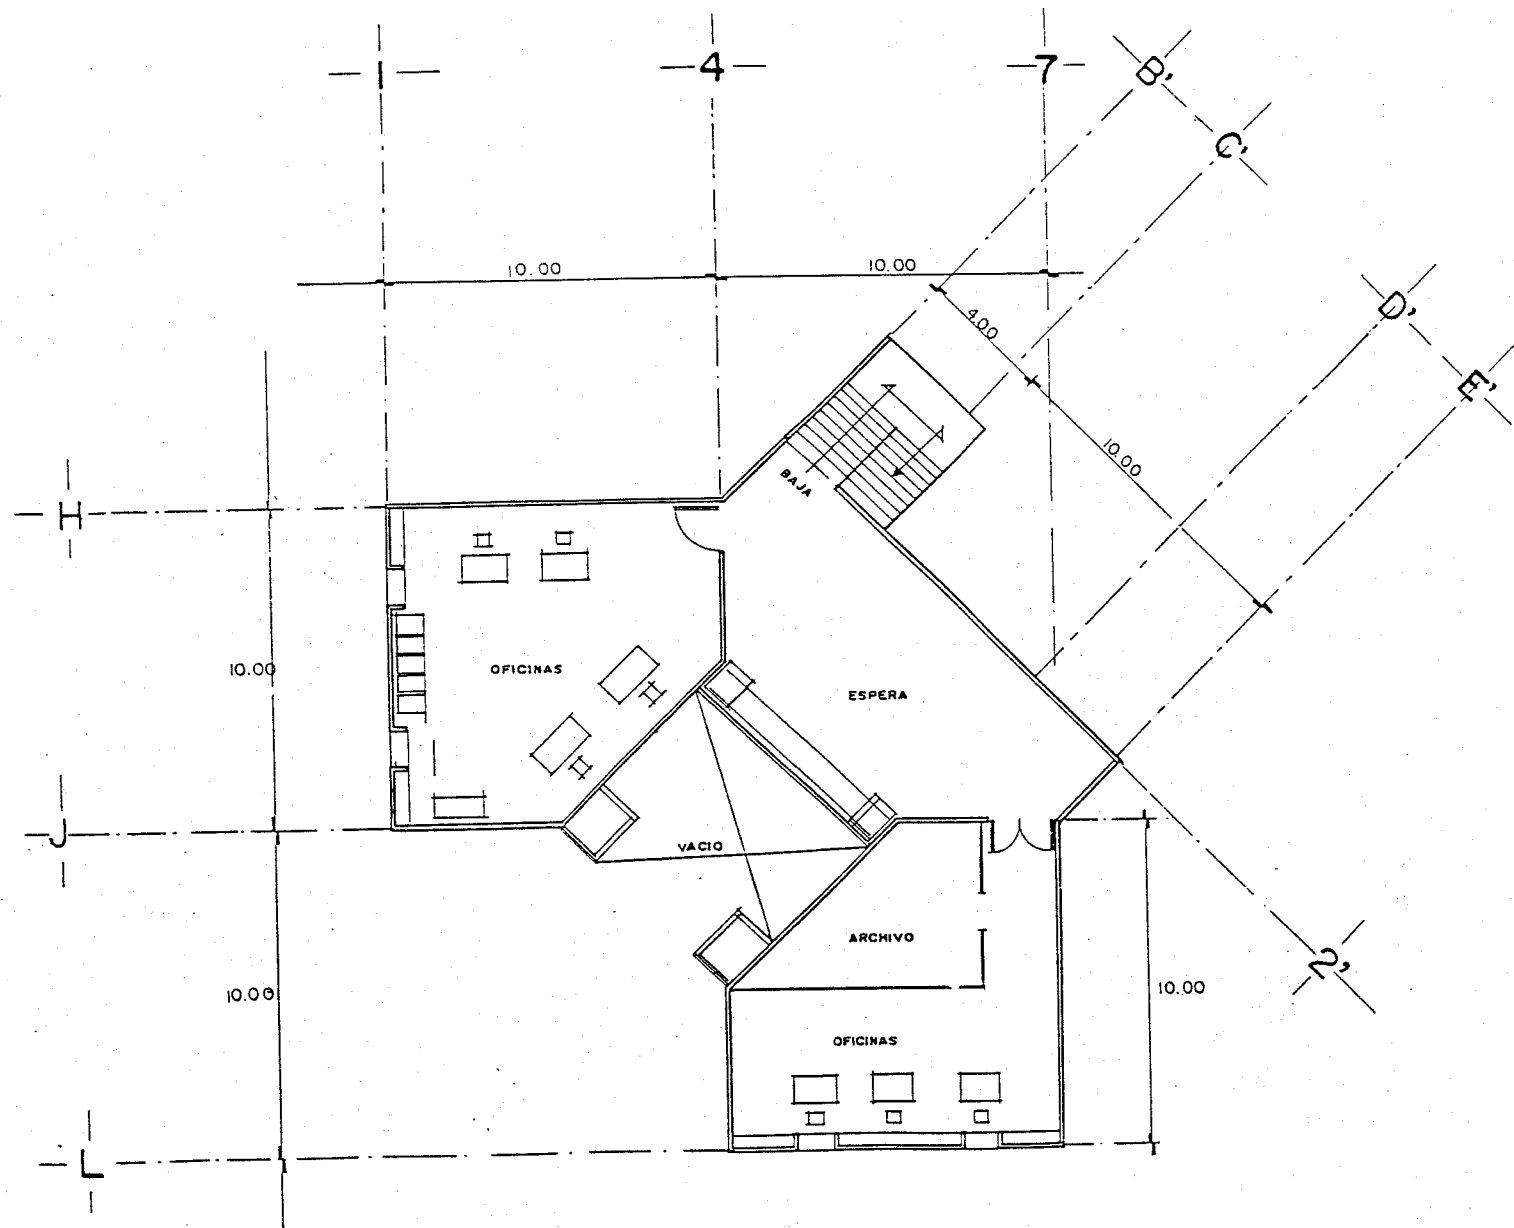 1
4
7
B'
C'
10.00
10.00
4.00
D'
E'
10.00
BAJA
H
10.00
OFICINAS
ESPERA
J
VACIO
ARCHIVO
2'
10.00
10.00
OFICINAS
L